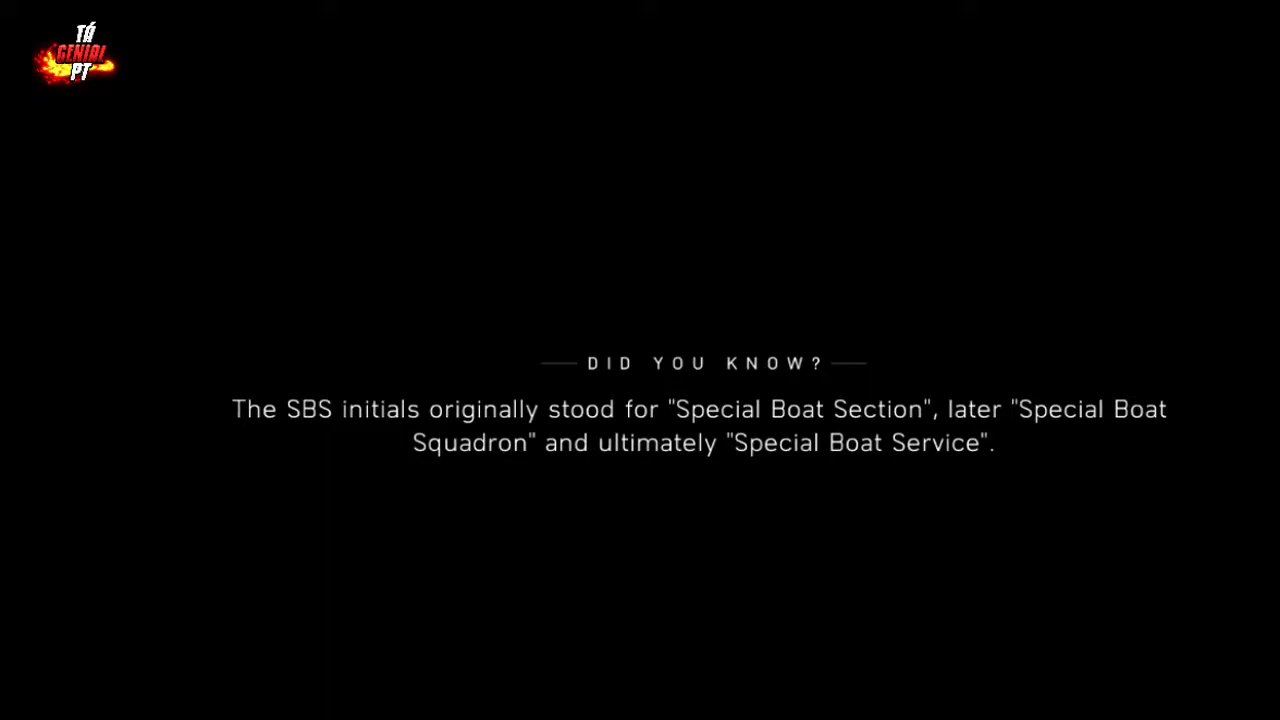 TÁ
GENIAL
PT
DID YOU KNOW?
The SBS initials originally stood for "Special Boat Section", later "Special Boat
Squadron" and ultimately "Special Boat Service".